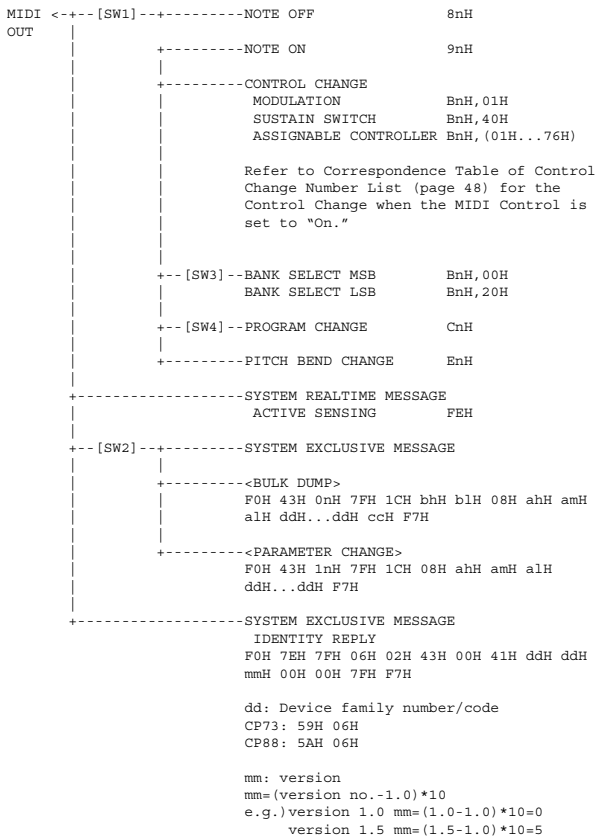 MIDI <-+--[SW1]--+---------NOTE OFF 8nH
OUT
+---------NOTE ON 9nH
+---------CONTROL CHANGE
MODULATION BnH,01H
SUSTAIN SWITCH BnH,40H
ASSIGNABLE CONTROLLER BnH,(01H...76H)
Refer to Correspondence Table of Control
Change Number List (page 48) for the
Control Change when the MIDI Control is
set to “On.”
+--[SW3]--BANK SELECT MSB BnH,00H
BANK SELECT LSB BnH,20H
+--[SW4]--PROGRAM CHANGE CnH
+---------PITCH BEND CHANGE EnH
+-------------------SYSTEM REALTIME MESSAGE
ACTIVE SENSING FEH
+--[SW2]--+---------SYSTEM EXCLUSIVE MESSAGE
+---------<BULK DUMP>
F0H 43H 0nH 7FH 1CH bhH blH 08H ahH amH
alH ddH...ddH ccH F7H
+---------<PARAMETER CHANGE>
F0H 43H 1nH 7FH 1CH 08H ahH amH alH
ddH...ddH F7H
+-------------------SYSTEM EXCLUSIVE MESSAGE
IDENTITY REPLY
F0H 7EH 7FH 06H 02H 43H 00H 41H ddH ddH
mmH 00H 00H 7FH F7H
dd: Device family number/code
CP73: 59H 06H
CP88: 5AH 06H
mm: version
mm=(version no.-1.0)*10
e.g.)version 1.0 mm=(1.0-1.0)*10=0
version 1.5 mm=(1.5-1.0)*10=5